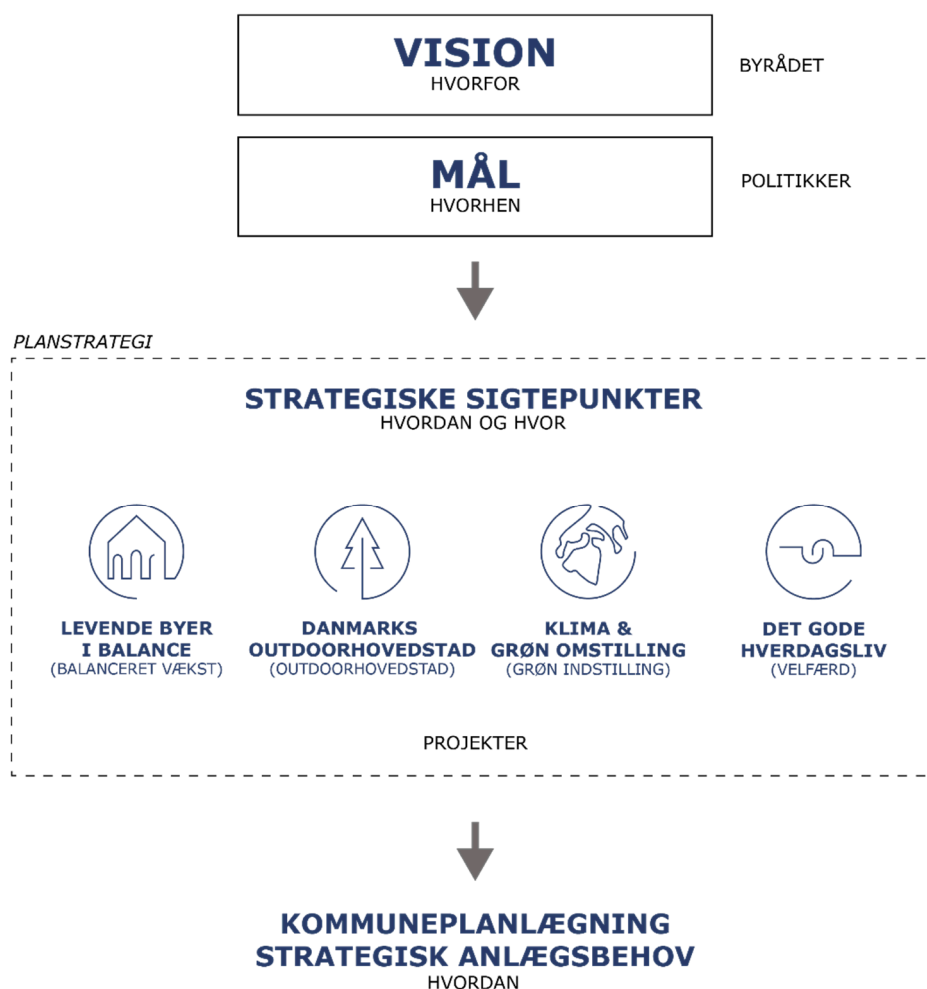 VISION
HVORFOR
BYRÅDET
MÅL
HVORHEN
POLITIKKER
PLANSTRATEGI
STRATEGISKE SIGTEPUNKTER
HVORDAN OG HVOR
LEVENDE BYER
I BALANCE
(BALANCERET VÆKST)
DANMARKS
OUTDOORHOVEDSTAD
(OUTDOORHOVEDSTAD)
KLIMA &
GRØN OMSTILLING
(GRØN INDSTILLING)
DET GODE
HVERDAGSLIV
(VELFÆRD)
PROJEKTER
KOMMUNEPLANLÆGNING
STRATEGISK ANLÆGSBEHOV
HVORDAN